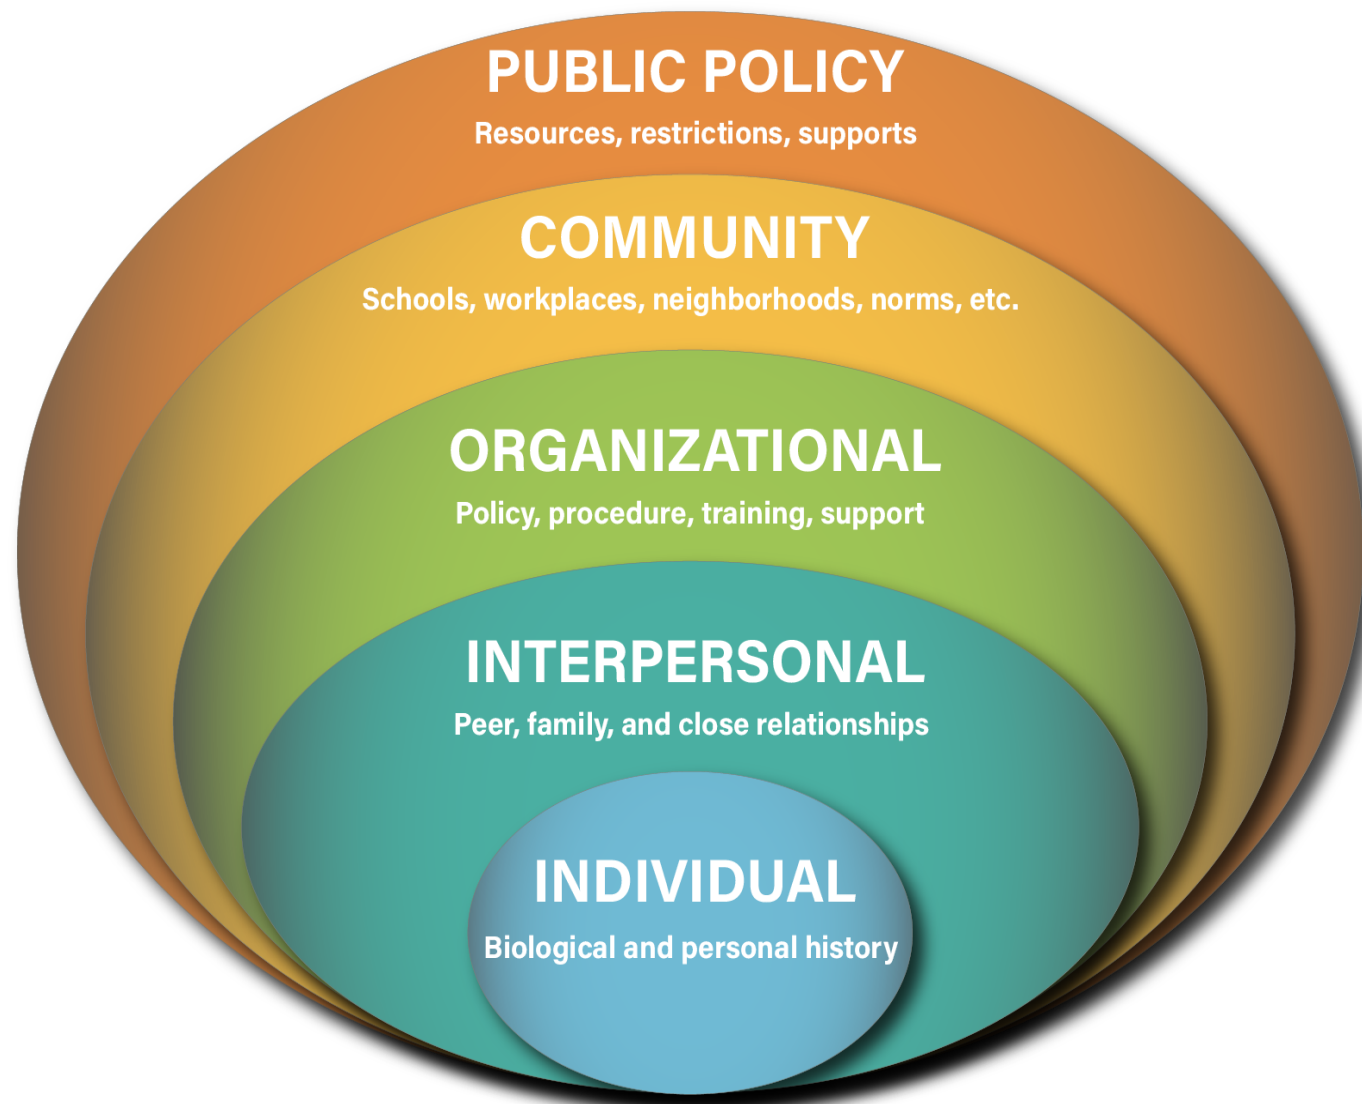 PUBLIC POLICY
Resources, restrictions, supports
COMMUNITY
Schools, workplaces, neighborhoods, norms, etc.
ORGANIZATIONAL
Policy, procedure, training, support
INTERPERSONAL
Peer, family, and close relationships
INDIVIDUAL
Biological and personal history